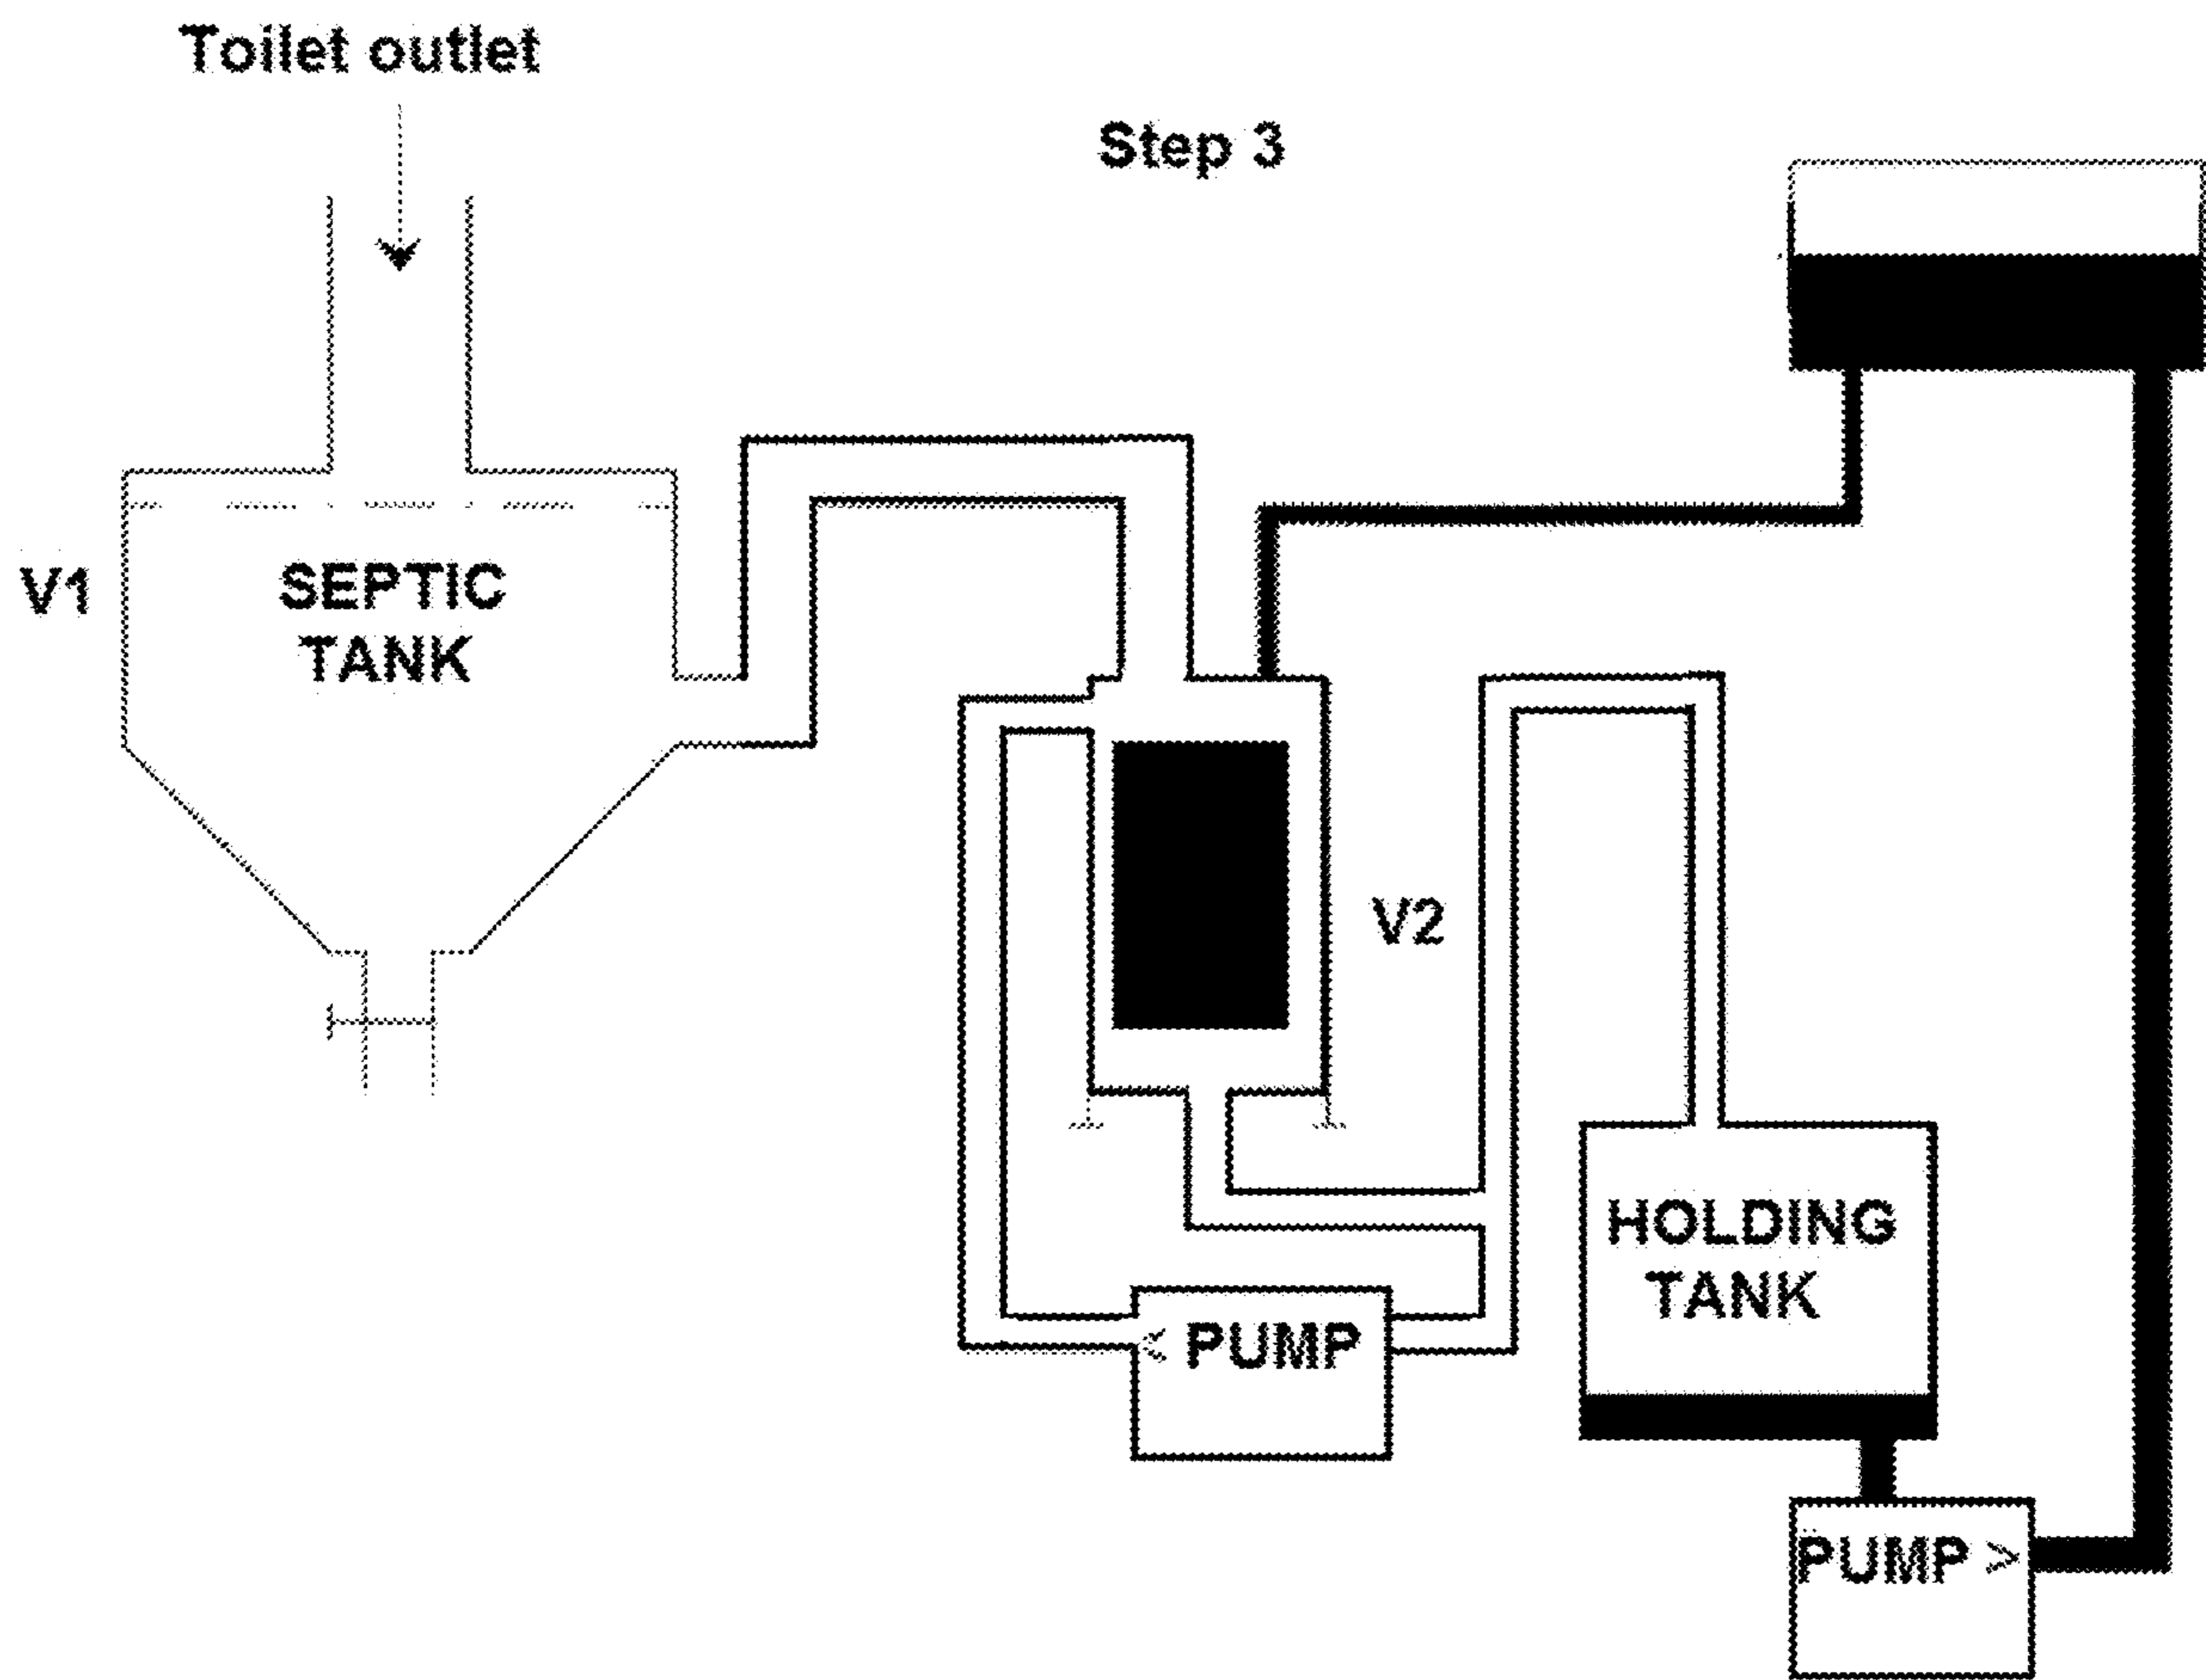 Toilet outlet
Step 3
V1
SEPTIC
TANK
V2
HOLDING
TANK
< PUMP
PUMP >